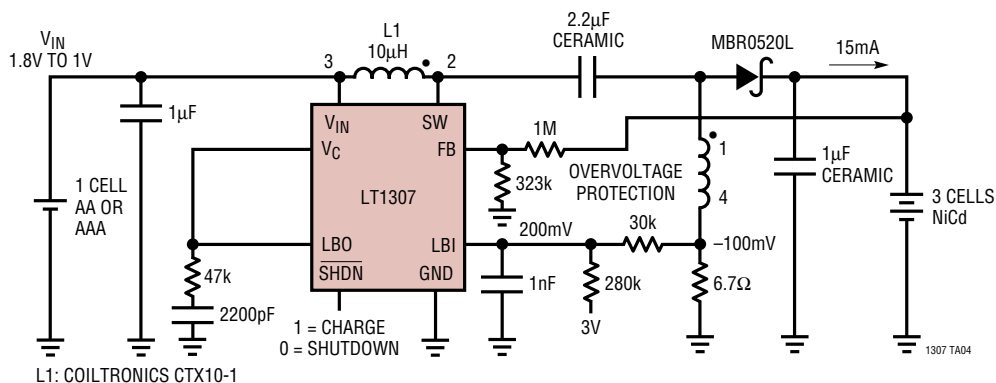 VIN
1.8V TO 1V
L1
10µH
3
2
2.2µF
CERAMIC
MBR0520L
15mA
1µF
VIN
SW
VC
FB
LT1307
LBO
LBI
SHDN
GND
1M
323k
OVERVOLTAGE
PROTECTION
1
4
1µF
CERAMIC
1 CELL
AA OR
AAA
3 CELLS
NiCd
200mV
30k
–100mV
47k
2200pF
1nF
280k
3V
6.7Ω
1 = CHARGE
0 = SHUTDOWN
1307 TA04
L1: COILTRONICS CTX10-1